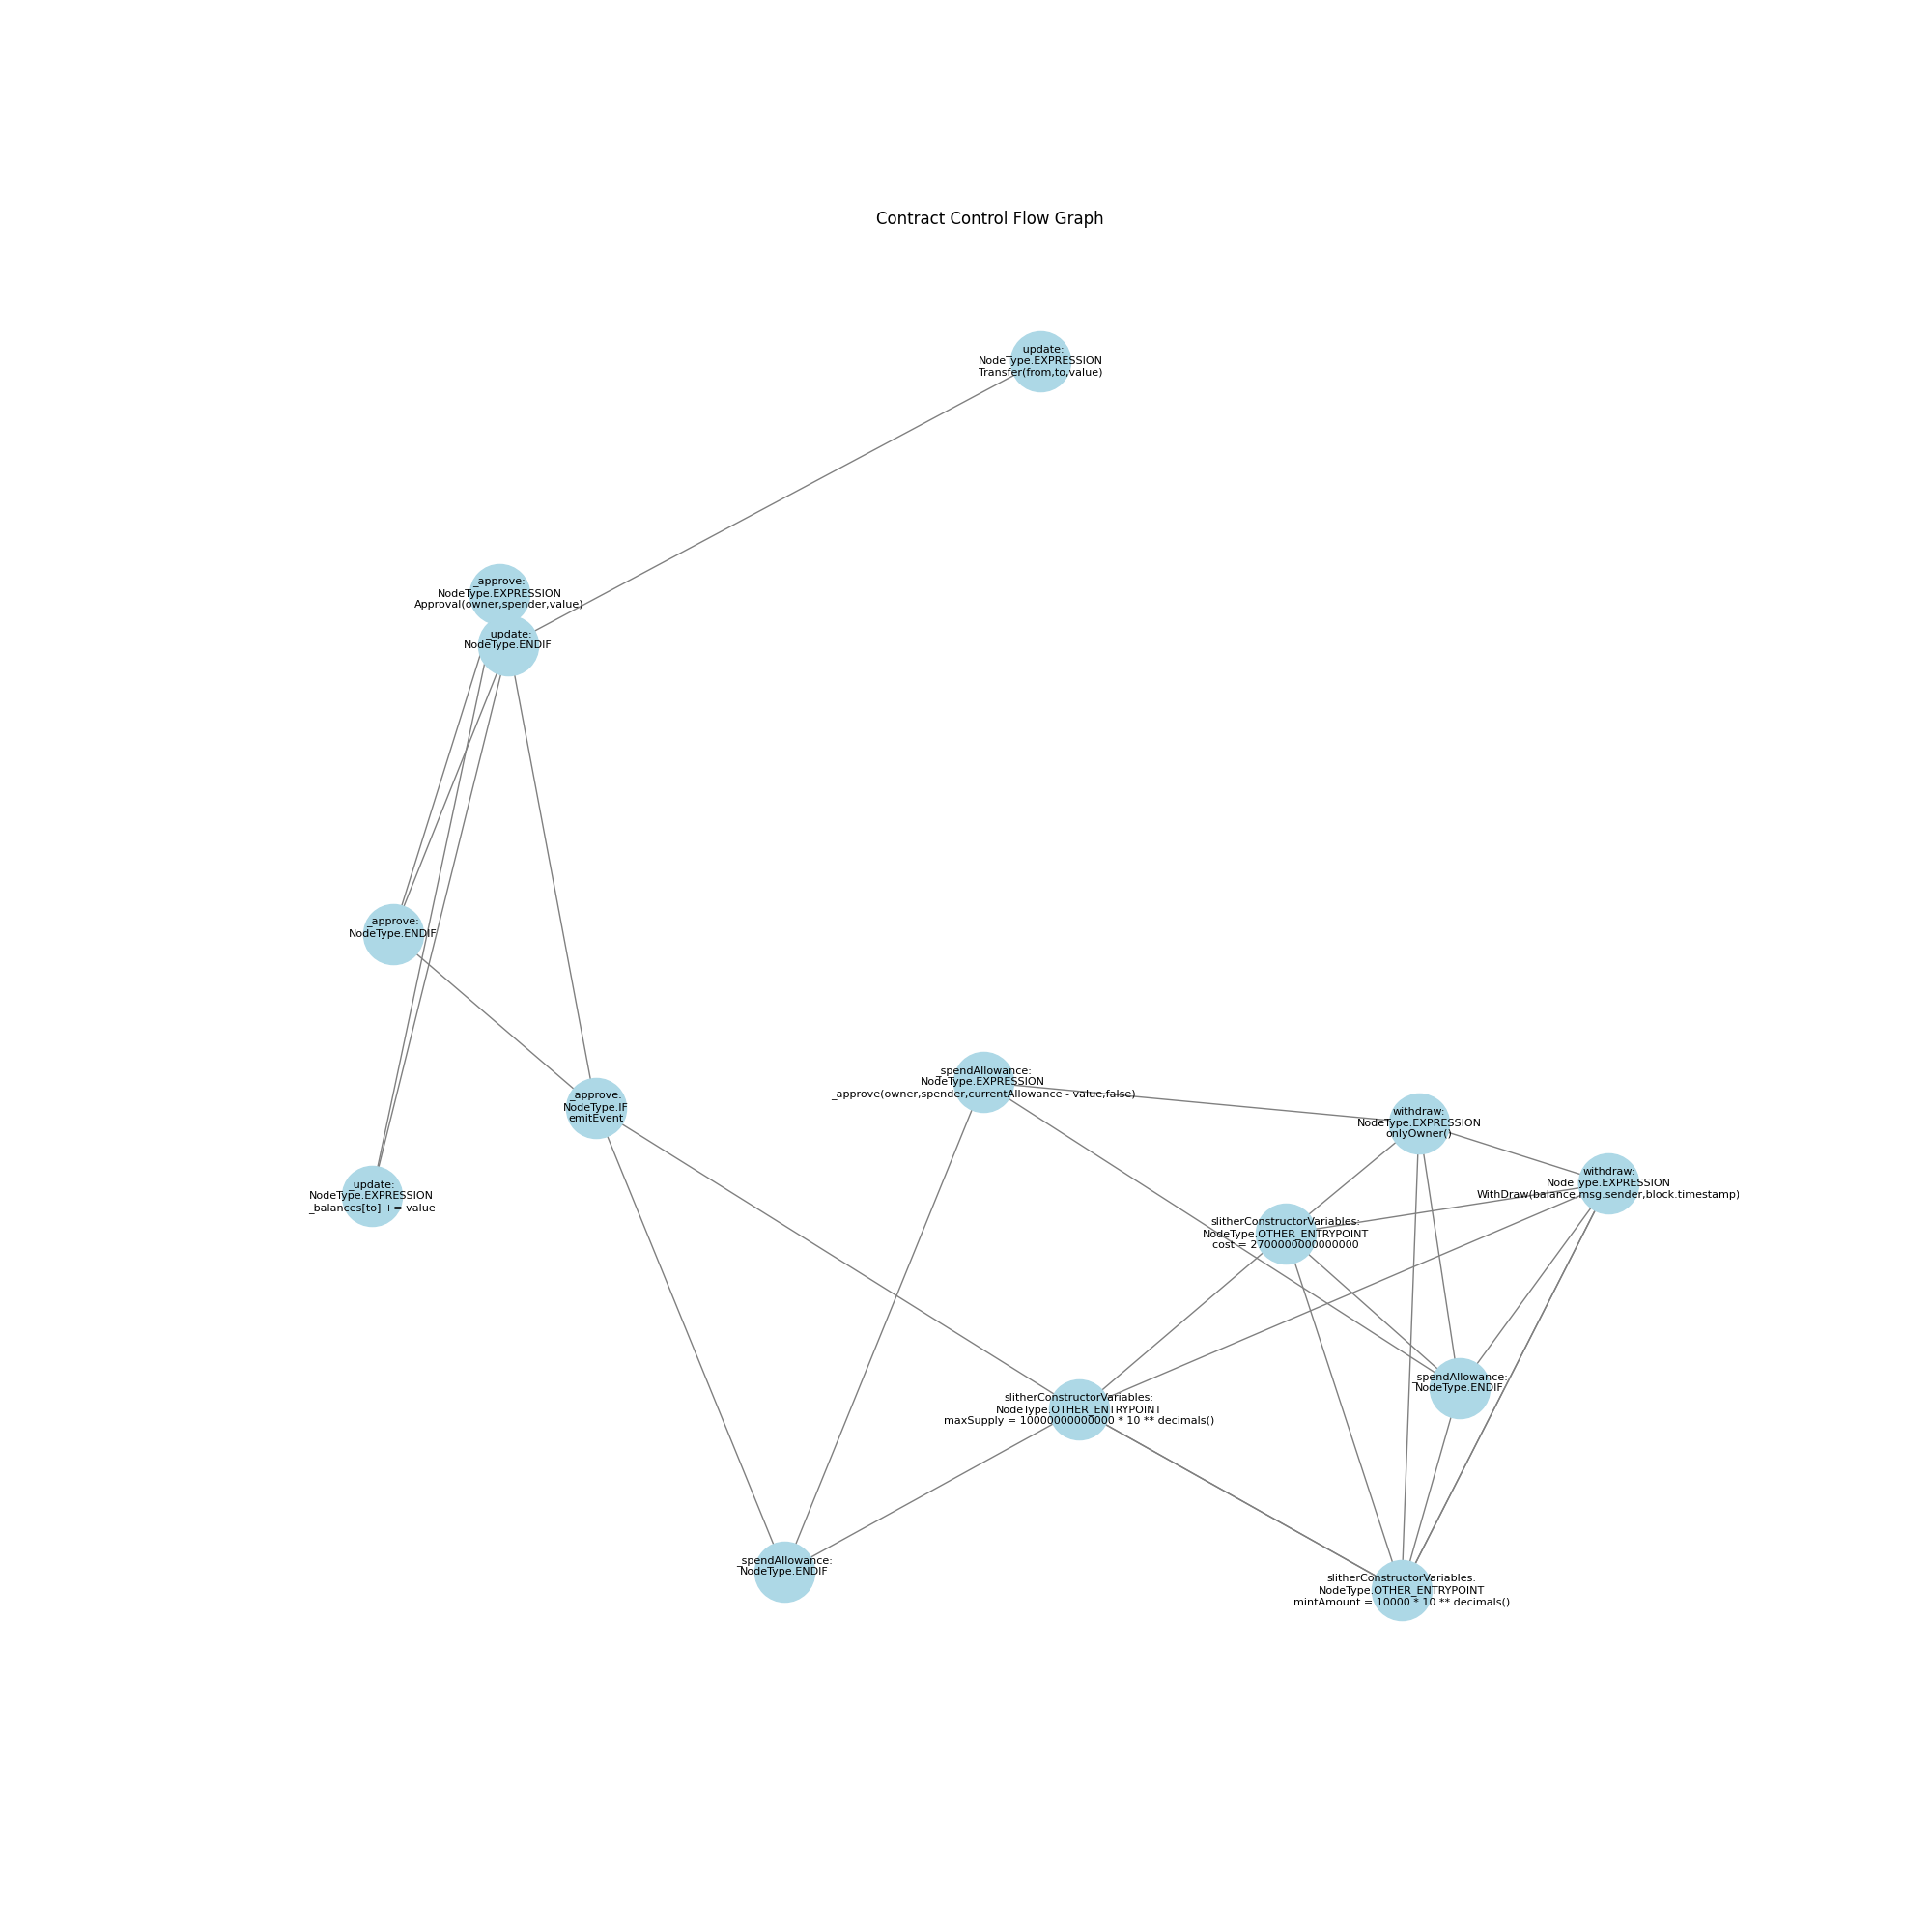 Contract Control Flow Graph
_update:
NodeType.EXPRESSION
Transfer(from,to,value)
_approve:
NodeType.EXPRESSION
Approval(owner,spender,value)
_update:
NodeType.ENDIF
_approve:
NodeType.ENDIF
_spendAllowance:
NodeType.EXPRESSION
_approve(owner,spender,currentAllowance - value,false)
_approve:
NodeType.IF
emitEvent
withdraw:
NodeType.EXPRESSION
onlyOwner()
withdraw:
NodeType.EXPRESSION
WithDraw(balance,msg.sender,block.timestamp)
_update:
NodeType.EXPRESSION
_balances[to] += value
slitherConstructorVariables:
NodeType.OTHER_ENTRYPOINT
cost = 2700000000000000
_spendAllowance:
NodeType.ENDIF
slitherConstructorVariables:
NodeType.OTHER_ENTRYPOINT
maxSupply = 10000000000000 * 10 ** decimals()
_spendAllowance:
NodeType.ENDIF
slitherConstructorVariables:
NodeType.OTHER_ENTRYPOINT
mintAmount = 10000 * 10 ** decimals()